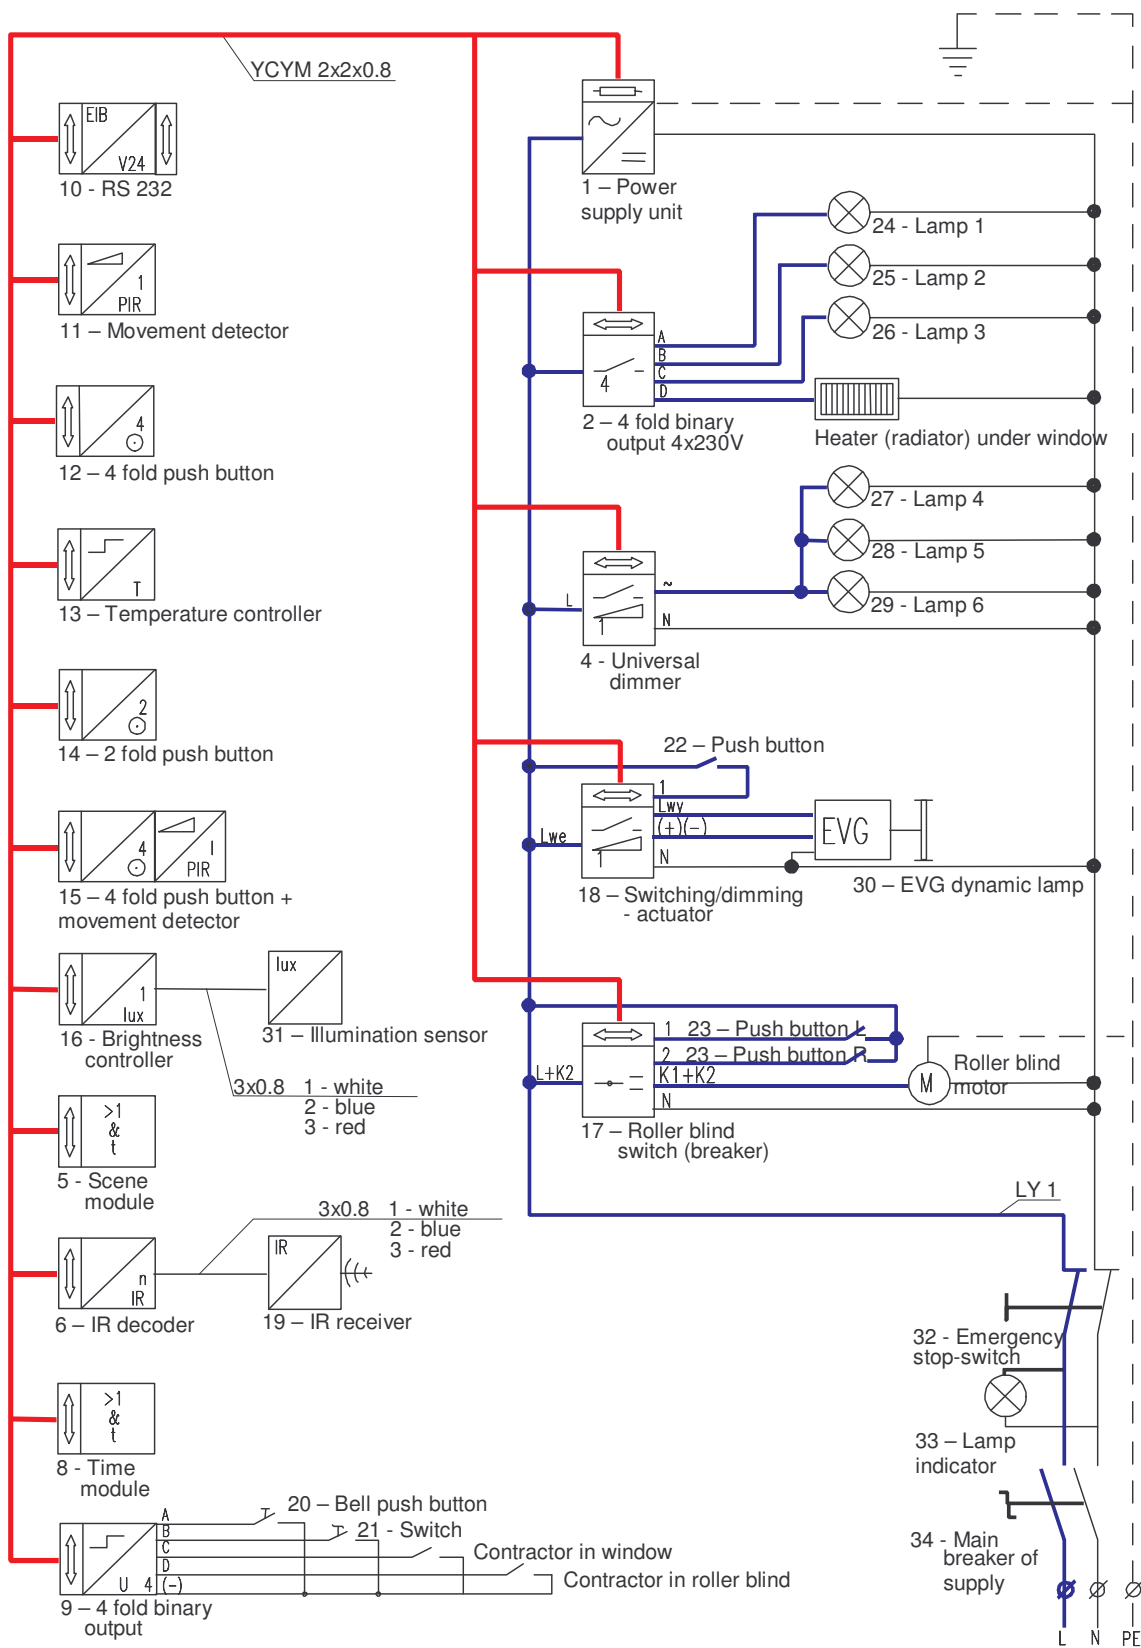 YCYM 2x2x0.8
EIB
V24
10 - RS 232
1
PIR
11 – Movement detector
4
12 – 4 fold push button
T
13 – Temperature controller
2
14 – 2 fold push button
4
1
PIR
15 – 4 fold push button +
movement detector
1
lux
16 - Brightness
controller
lux
31 – Illumination sensor
3x0.8 1 - white
2 - blue
3 - red
>1
&
t
5 - Scene
module
3x0.8 1 - white
2 - blue
3 - red
n
IR
6 – IR decoder
IR
19 – IR receiver
>1
&
t
8 - Time
module
U 4
A
B
C
D
(-)
9 – 4 fold binary
output
20 – Bell push button
21 - Switch
Contractor in window
Contractor in roller blind
1 – Power
supply unit
24 - Lamp 1
25 - Lamp 2
26 - Lamp 3
4
A
B
C
D
2 – 4 fold binary
output 4x230V
Heater (radiator) under window
27 - Lamp 4
28 - Lamp 5
29 - Lamp 6
L
1
~
N
4 - Universal
dimmer
22 – Push button
1
Lwy
(+)(-)
N
Lwe
1
EVG
18 – Switching/dimming
- actuator
30 – EVG dynamic lamp
1 23 – Push button L
2 23 – Push button R
K1+K2
N
L+K2
M
Roller blind
motor
17 – Roller blind
switch (breaker)
LY 1
32 - Emergency
stop-switch
33 – Lamp
indicator
34 - Main
breaker of
supply
L N PE